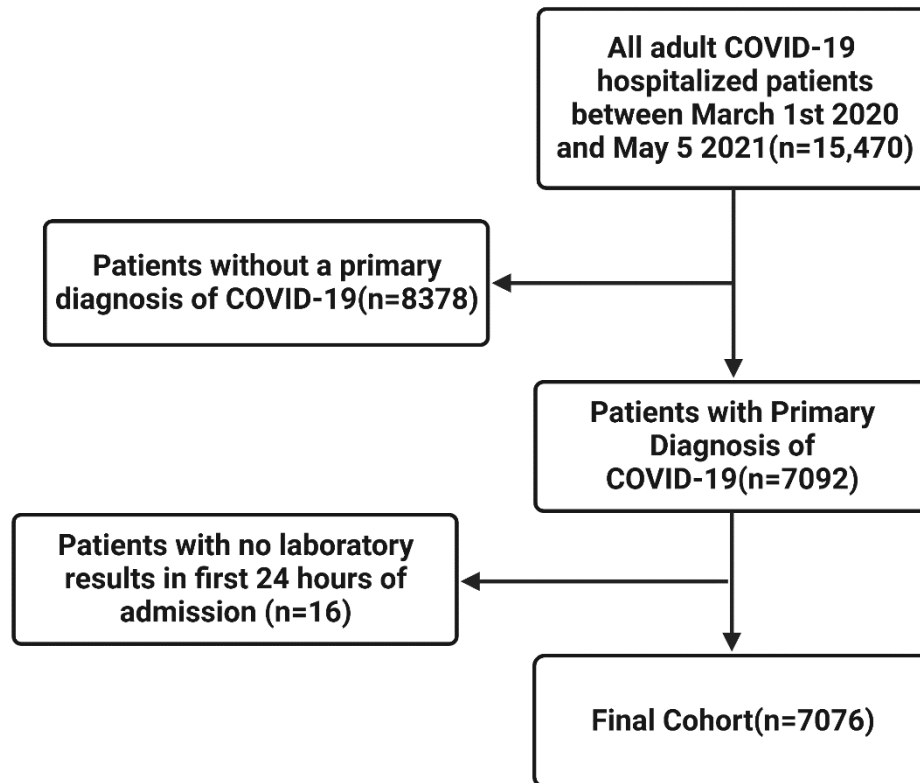 All adult COVID-19
hospitalized patients
between March 1st 2020
and May 5 2021(n=15,470)
Patients without a primary
diagnosis of COVID-19(n=8378)
Patients with Primary
Diagnosis of
COVID-19(n=7092)
Patients with no laboratory
results in first 24 hours of
admission (n=16)
Final Cohort(n=7076)